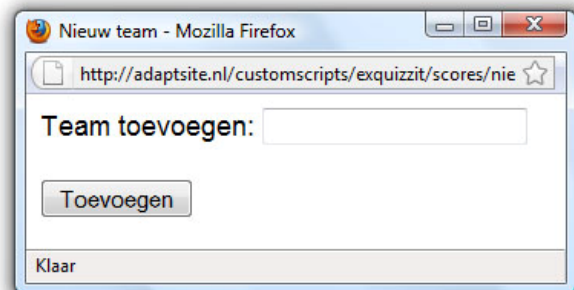 Nieuw team - Mozilla Firefox
http://adaptsite.nl/customscripts/exquizzit/scores/nie
Team toevoegen:
Toevoegen
Klaar